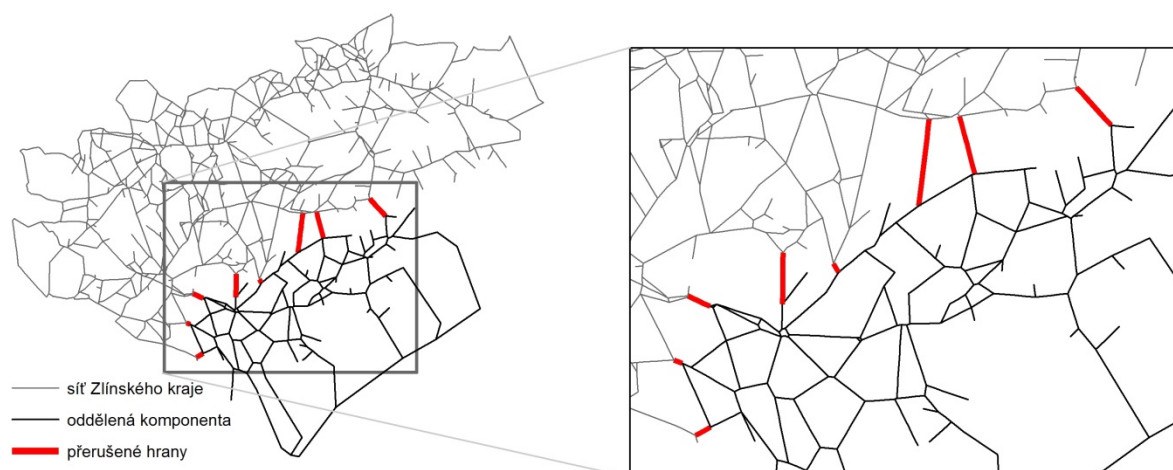 síť Zlínského kraje
oddělená komponenta
přerušené hrany